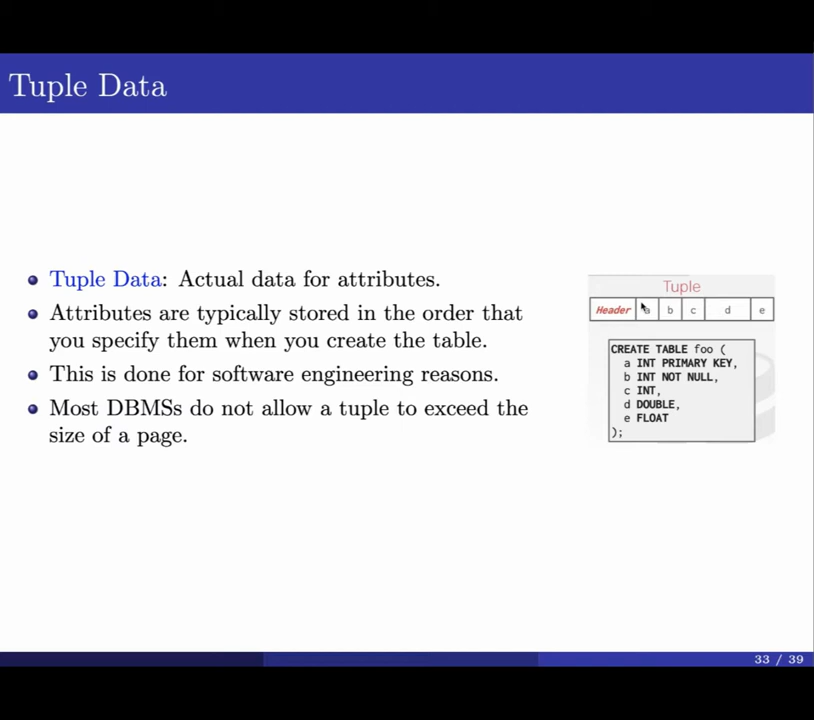 Tuple Data
Tuple Data: Actual data for attributes.
Attributes are typically stored in the order that
you specify them when you create the table.
This is done for software engineering reasons.
Most DBMSs do not allow a tuple to exceed the
size of a page.
Tuple
Header a b c d e
CREATE TABLE foo (
a INT PRIMARY KEY,
b INT NOT NULL,
c INT,
d DOUBLE,
e FLOAT
);
33 / 39